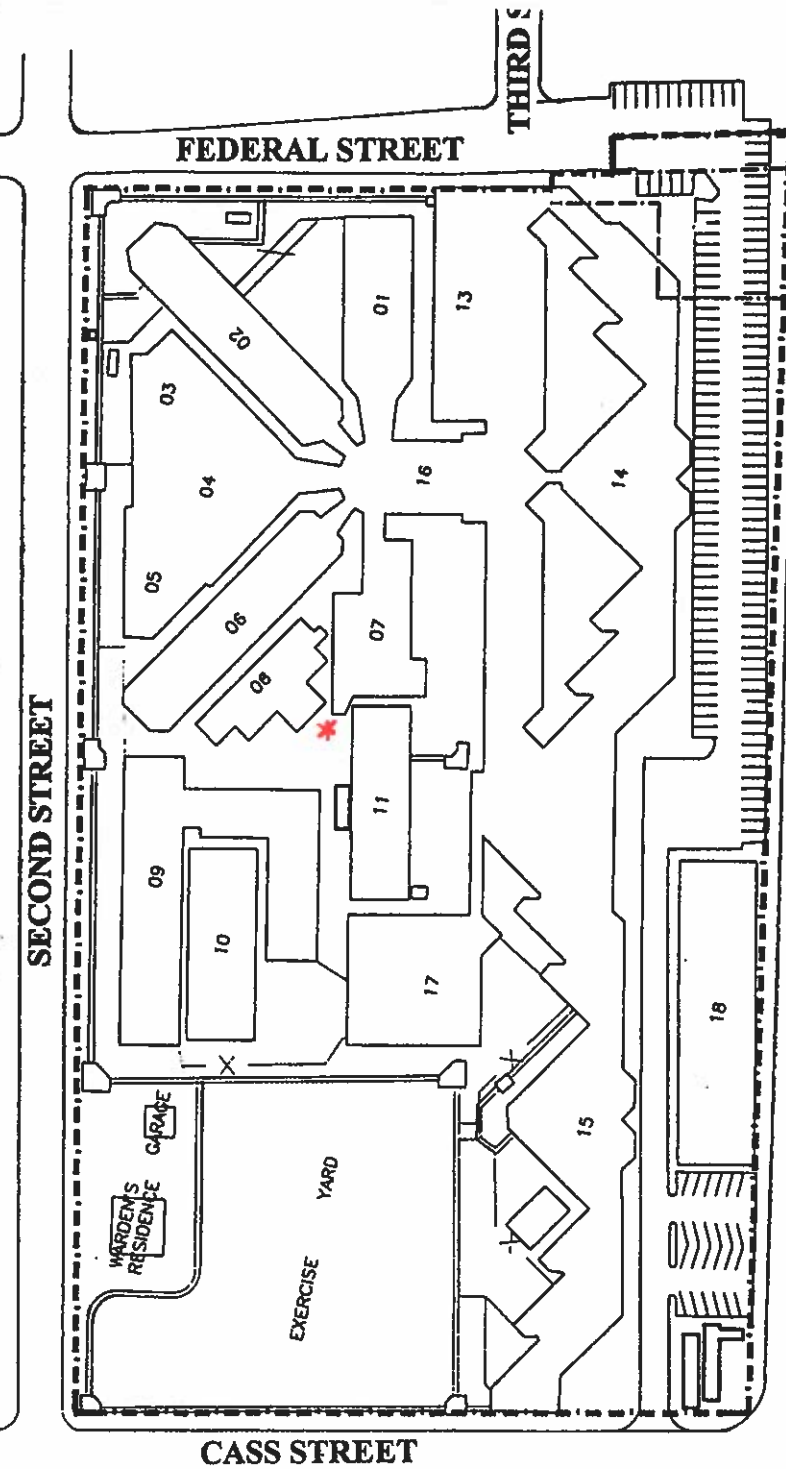 THIRD S
FEDERAL STREET
01
13
02
03
16
04
14
05
06
07
08
SECOND STREET
11
09
10
17
18
15
GARAGE
WARDEN'S
RESIDENCE
YARD
EXERCISE
CASS STREET